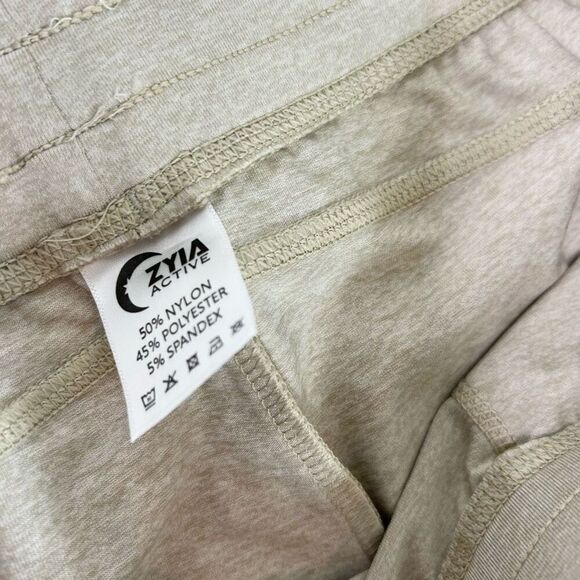 ZYIA
ACTIVE
50% NYLON
45% POLYESTER
5% SPANDEX